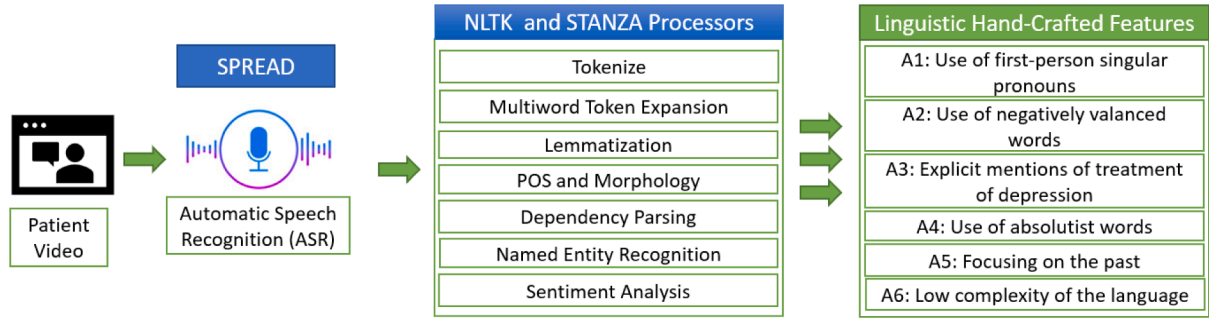 SPREAD
Patient
Video
Automatic Speech
Recognition (ASR)
NLTK and STANZA Processors
Tokenize
Multiword Token Expansion
Lemmatization
POS and Morphology
Dependency Parsing
Named Entity Recognition
Sentiment Analysis
Linguistic Hand-Crafted Features
A1: Use of first-person singular
pronouns
A2: Use of negatively valanced
words
A3: Explicit mentions of treatment
of depression
A4: Use of absolutist words
A5: Focusing on the past
A6: Low complexity of the language